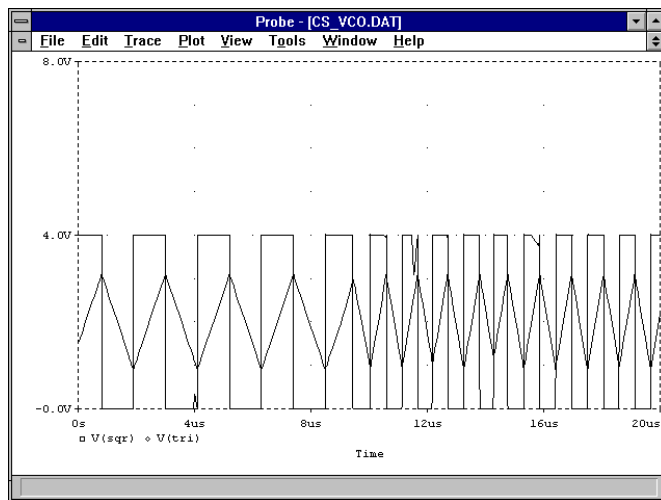 Probe - [CS_VCO.DAT]
File Edit Trace Plot View Tools Window Help
8.0V
4.0V
-0.0V
0s 4us 8us 12us 16us 20us
V(sqr) V(tri)
Time